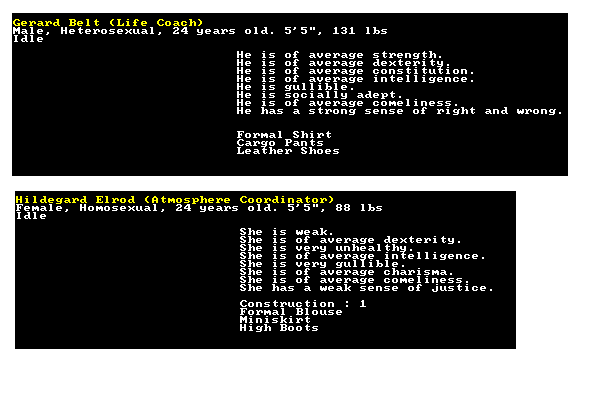 Gerard Belt (Life Coach)
Male, Heterosexual, 24 years old. 5'5", 131 lbs
Idle
He is of average strength.
He is of average dexterity.
He is of average constitution.
He is of average intelligence.
He is gullible.
He is socially adept.
He is of average comeliness.
He has a strong sense of right and wrong.
Formal Shirt
Cargo Pants
Leather Shoes
Hildegard Elrod (Atmosphere Coordinator)
Female, Homosexual, 24 years old. 5'5", 88 lbs
Idle
She is weak.
She is of average dexterity.
She is very unhealthy.
She is of average intelligence.
She is very gullible.
She is of average charisma.
She is of average comeliness.
She has a weak sense of justice.
Construction : 1
Formal Blouse
Miniskirt
High Boots